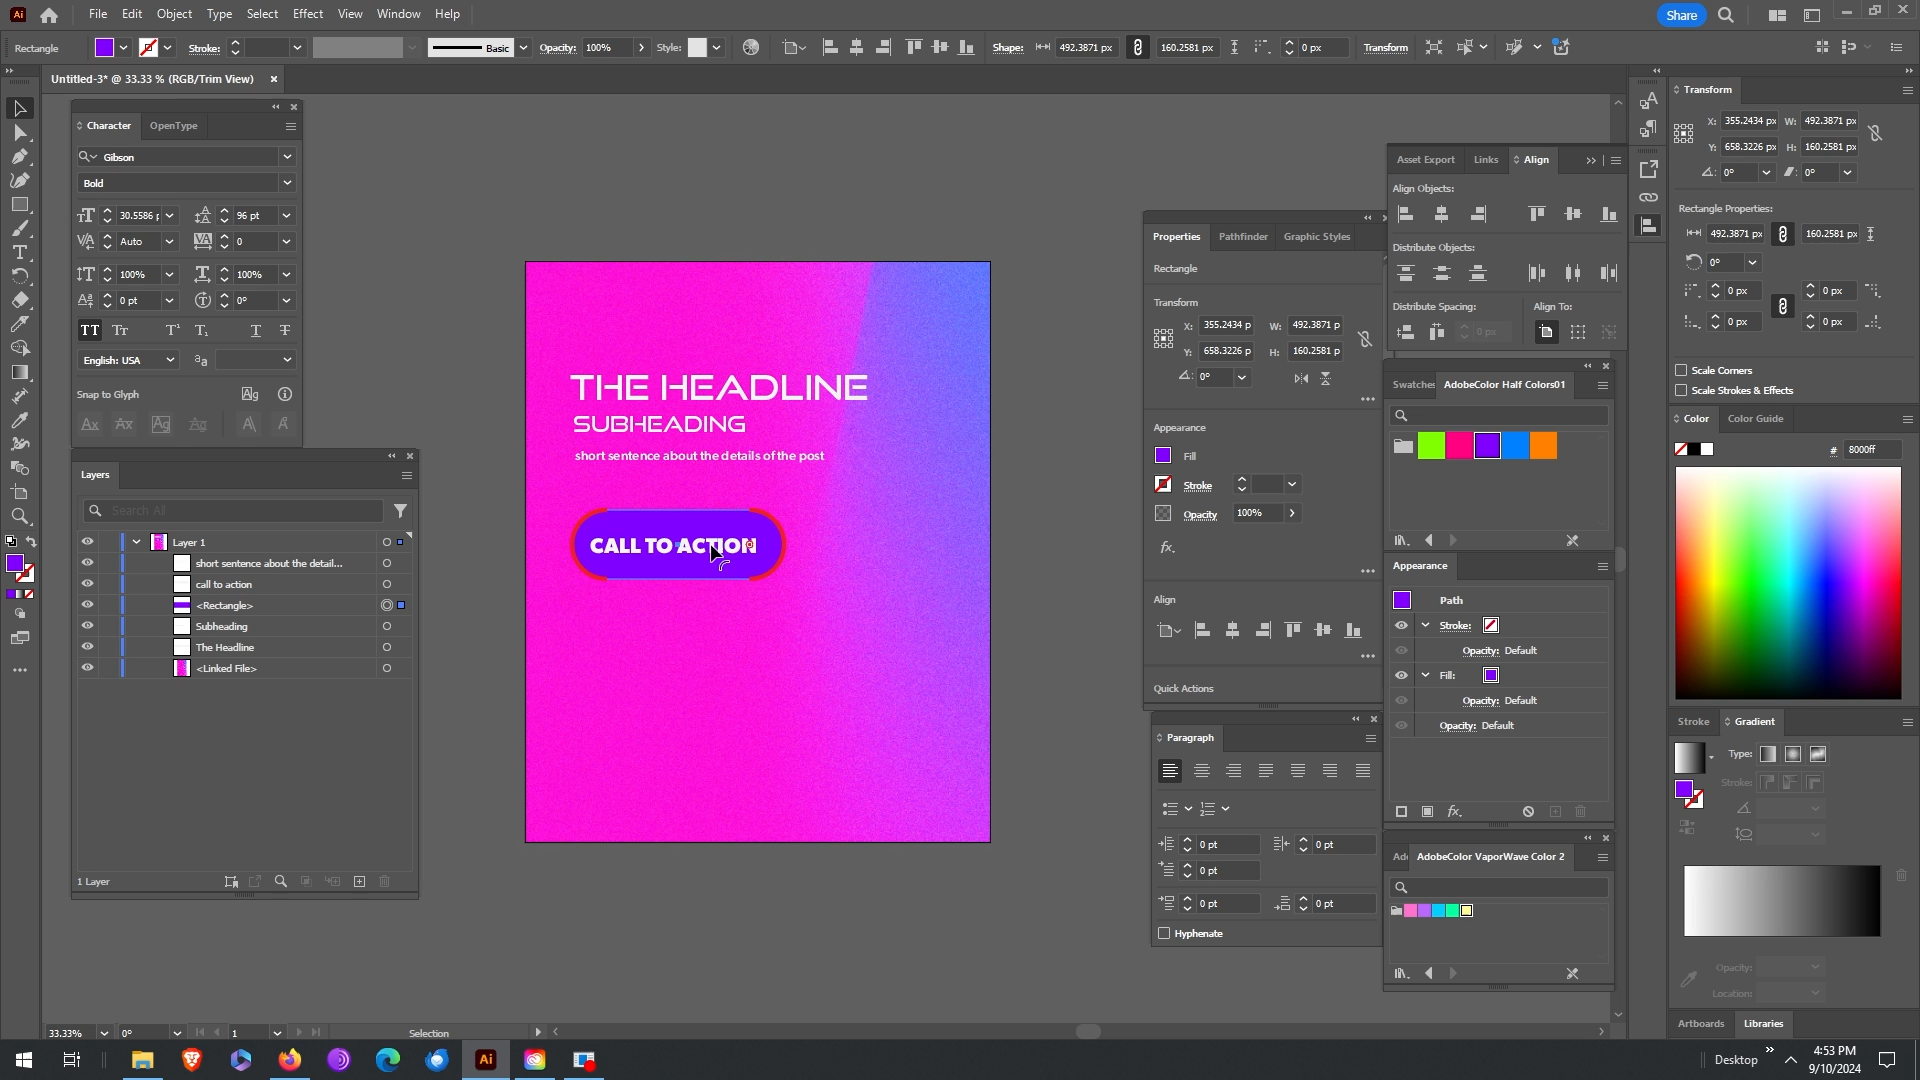 Ai
File Edit Object Type Select Effect View Window Help
Share
Rectangle
Stroke:
Basic
Opacity: 100%
Style:
Shape: 492.3871 px 160.2581 px
0 px
Transform
Untitled-3* @ 33.33 % (RGB/Trim View)
Character OpenType
Gibson
Bold
96 pt
Auto 0
100% 100%
0 pt 0°
English: USA
Snap to Glyph
Layers
Search All
Layer 1
short sentence about the detail...
call to action
<Rectangle>
Subheading
The Headline
<Linked File>
1 Layer
THE HEADLINE
SUBHEADING
short sentence about the details of the post
CALL TO ACTION
Properties Pathfinder Graphic Styles
Rectangle
Transform
X: 355.2434 p W: 492.3871 p
Y: 658.3226 p H: 160.2581 p
0°
Appearance
Fill
Stroke
Opacity 100%
fx.
Align
Quick Actions
Paragraph
0 pt 0 pt
0 pt
0 pt 0 pt
Hyphenate
Asset Export Links Align
Align Objects:
Distribute Objects:
Distribute Spacing: Align To:
0 px
Swatches AdobeColor Half Colors01
Appearance
Path
Stroke:
Opacity: Default
Fill:
Opacity: Default
Opacity: Default
fx.
AdobeColor VaporWave Color 2
Transform
X: 355.2434 px W: 492.3871 px
Y: 658.3226 px H: 160.2581 px
0° 0°
Rectangle Properties:
492.3871 px 160.2581 px
0°
0 px 0 px
0 px 0 px
Scale Corners
Scale Strokes & Effects
Color Color Guide
# 8000ff
Stroke Gradient
Type:
Stroke:
Opacity:
Location:
Artboards Libraries
33.33% 0° 1 Selection
Ai
Desktop
4:53 PM
9/10/2024